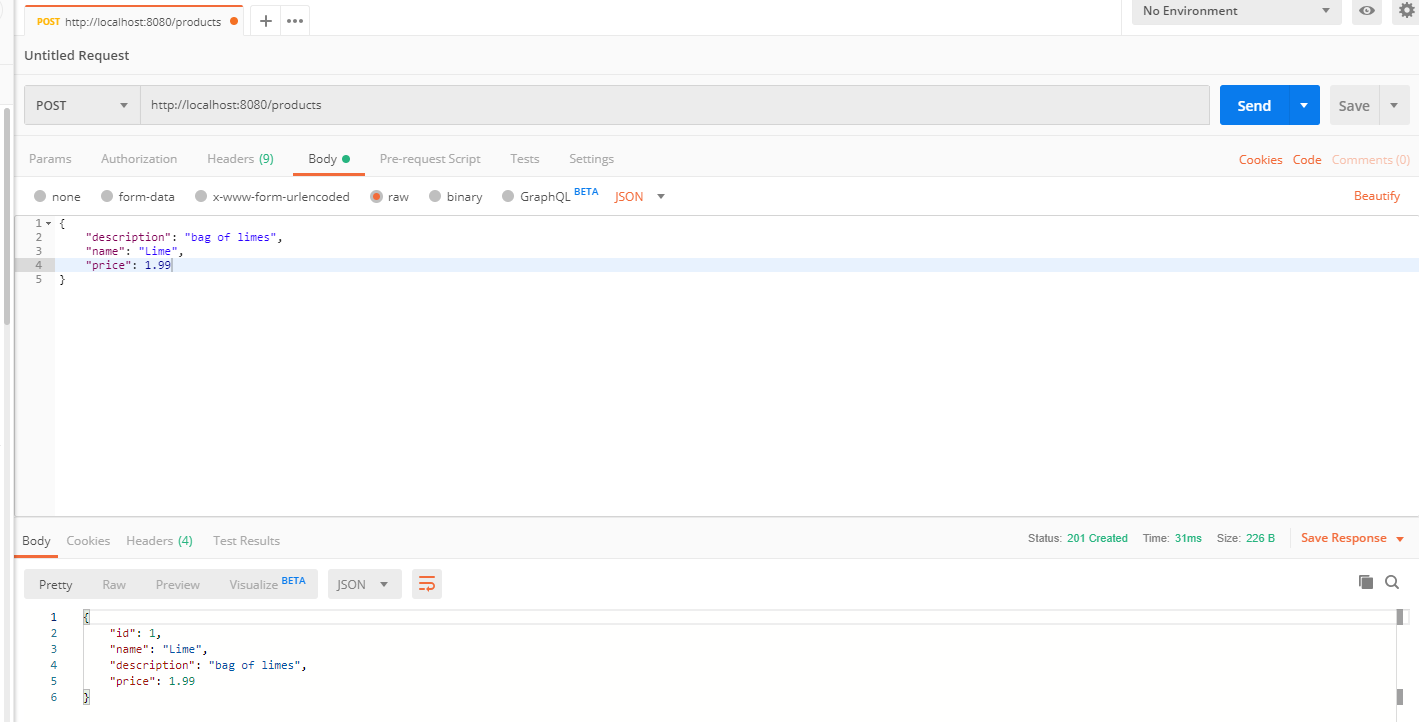 POST http://localhost:8080/products
No Environment
Untitled Request
POST http://localhost:8080/products Send Save
Params Authorization Headers (9) Body Pre-request Script Tests Settings Cookies Code Comments (0)
none form-data x-www-form-urlencoded raw binary GraphQL BETA JSON Beautify
1 {
2 "description": "bag of limes",
3 "name": "Lime",
4 "price": 1.99
5 }
Body Cookies Headers (4) Test Results Status: 201 Created Time: 31ms Size: 226 B Save Response
Pretty Raw Preview Visualize BETA JSON
1 {
2 "id": 1,
3 "name": "Lime",
4 "description": "bag of limes",
5 "price": 1.99
6 }